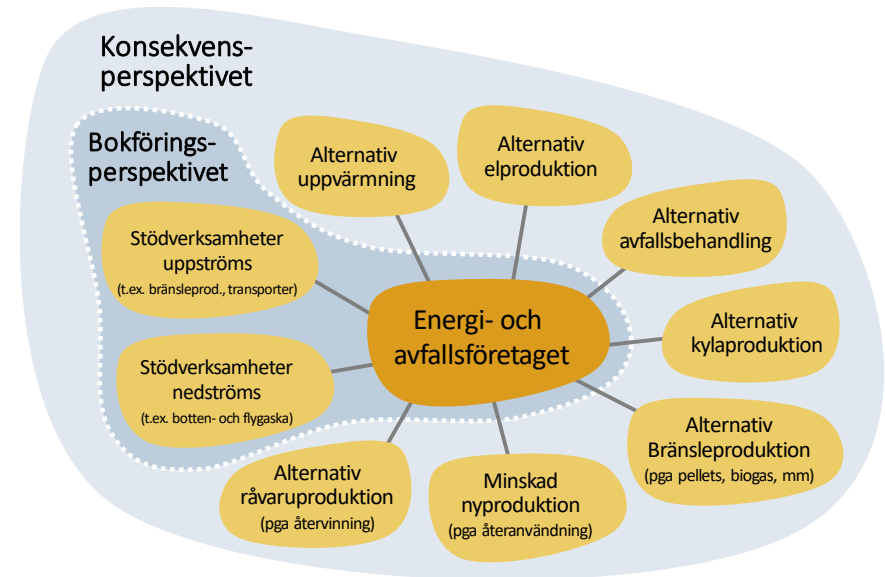 Konsekvens-
perspektivet
Bokförings-
perspektivet
Alternativ
uppvärmning
Alternativ
elproduktion
Alternativ
avfallsbehandling
Stödverksamheter
uppströms
(t.ex. bränsleprod., transporter)
Energi- och
avfallsföretaget
Alternativ
kylaproduktion
Stödverksamheter
nedströms
(t.ex. botten- och flygaska)
Alternativ
Bränsleproduktion
(pga pellets, biogas, mm)
Alternativ
råvaruproduktion
(pga återvinning)
Minskad
nyproduktion
(pga återanvändning)